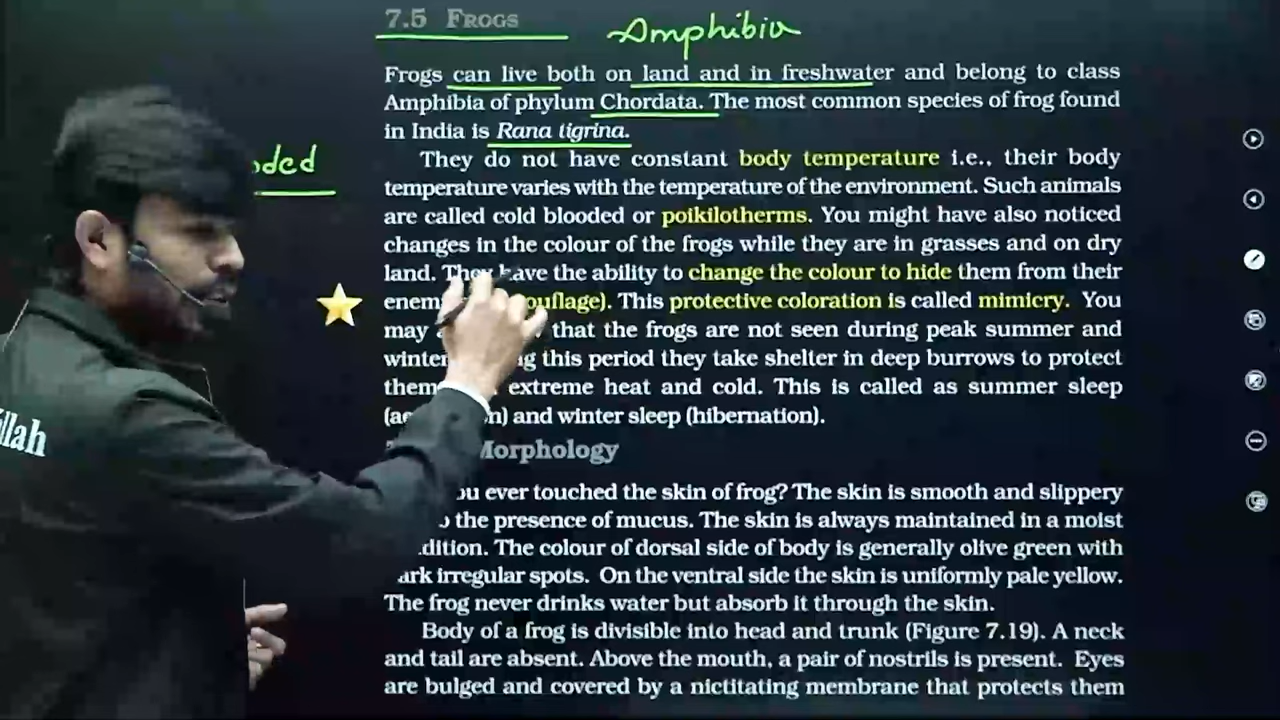 7.5 FROGS
Amphibia
Frogs can live both on land and in freshwater and belong to class
Amphibia of phylum Chordata. The most common species of frog found
in India is Rana tigrina.
They do not have constant body temperature i.e., their body
temperature varies with the temperature of the environment. Such animals
are called cold blooded or poikilotherms. You might have also noticed
changes in the colour of the frogs while they are in grasses and on dry
land. They have the ability to change the colour to hide them from their
ouflage). This protective coloration is called mimicry. You
may that the frogs are not seen during peak summer and
winter this period they take shelter in deep burrows to protect
extreme heat and cold. This is called as summer sleep
and winter sleep (hibernation).
Morphology
ou ever touched the skin of frog? The skin is smooth and slippery
the presence of mucus. The skin is always maintained in a moist
dition. The colour of dorsal side of body is generally olive green with
ark irregular spots. On the ventral side the skin is uniformly pale yellow.
The frog never drinks water but absorb it through the skin.
Body of a frog is divisible into head and trunk (Figure 7.19). A neck
and tail are absent. Above the mouth, a pair of nostrils is present. Eyes
are bulged and covered by a nictitating membrane that protects them
oded
llah